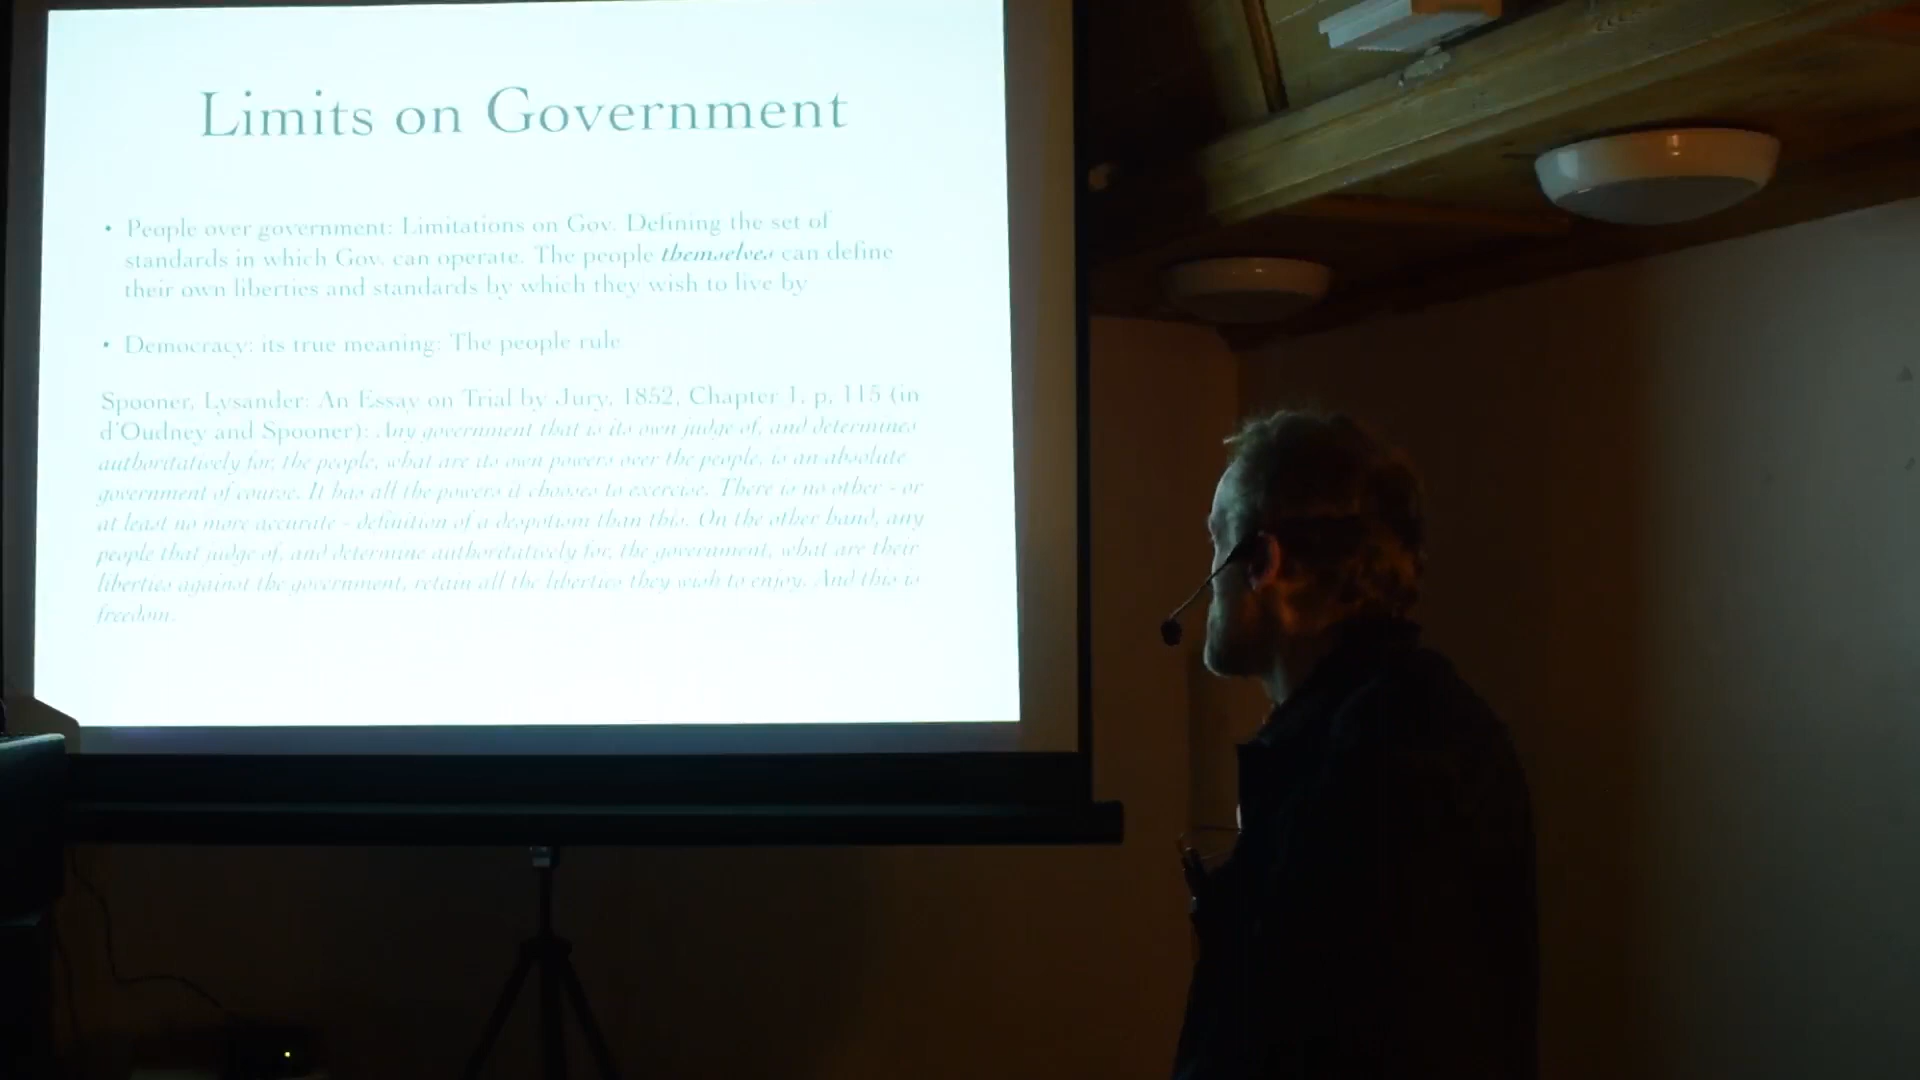 Limits on Government
• People over government: Limitations on Gov. Defining the set of
standards in which Gov. can operate. The people themselves can define
their own liberties and standards by which they wish to live by
• Democracy: its true meaning: The people rule
Spooner, Lysander: An Essay on Trial by Jury, 1852, Chapter 1, p, 115 (in
d'Oudney and Spooner): Any government that is its own judge of, and determines
authoritatively for, the people, what are its own powers over the people, is an absolute
government of course. It has all the powers it chooses to exercise. There is no other - or
at least no more accurate - definition of a despotism than this. On the other hand, any
people that judge of, and determine authoritatively for, the government, what are their
liberties against the government, retain all the liberties they wish to enjoy. And this is
freedom.